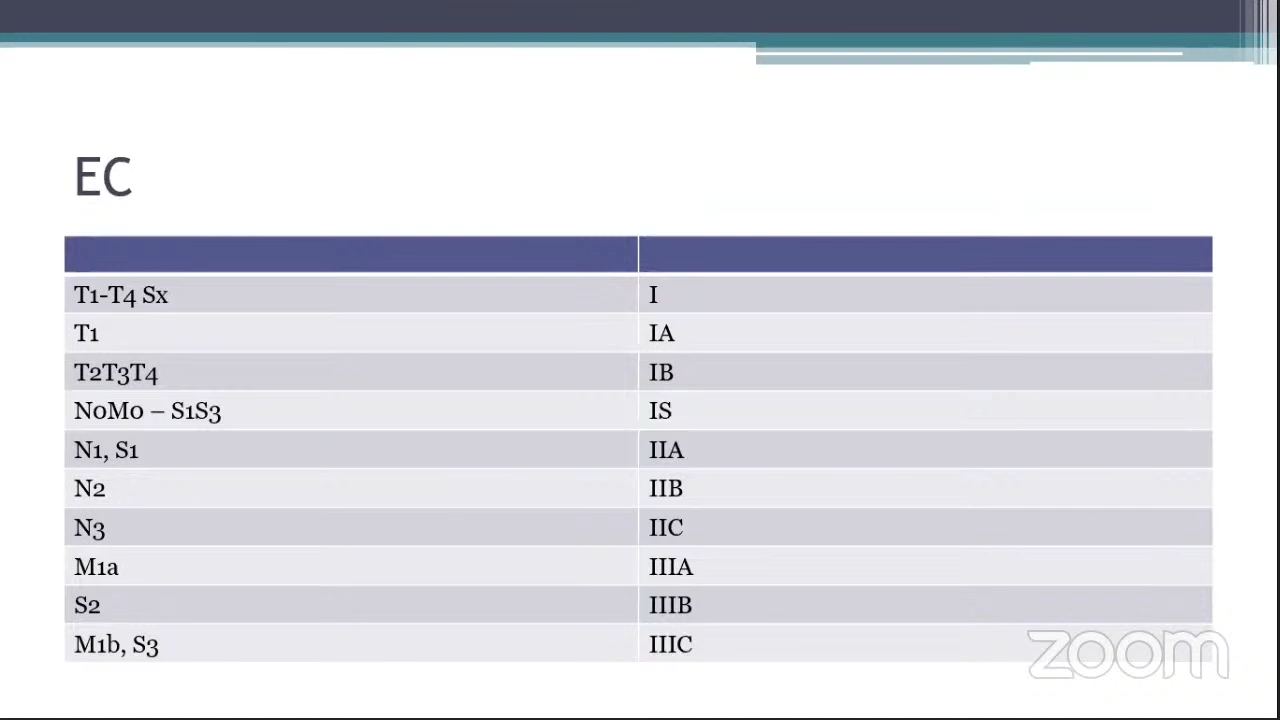 EC
T1-T4 Sx I
T1 IA
T2T3T4 IB
N0M0 – S1S3 IS
N1, S1 IIA
N2 IIB
N3 IIC
M1a IIIA
S2 IIIB
M1b, S3 IIIC
zoom